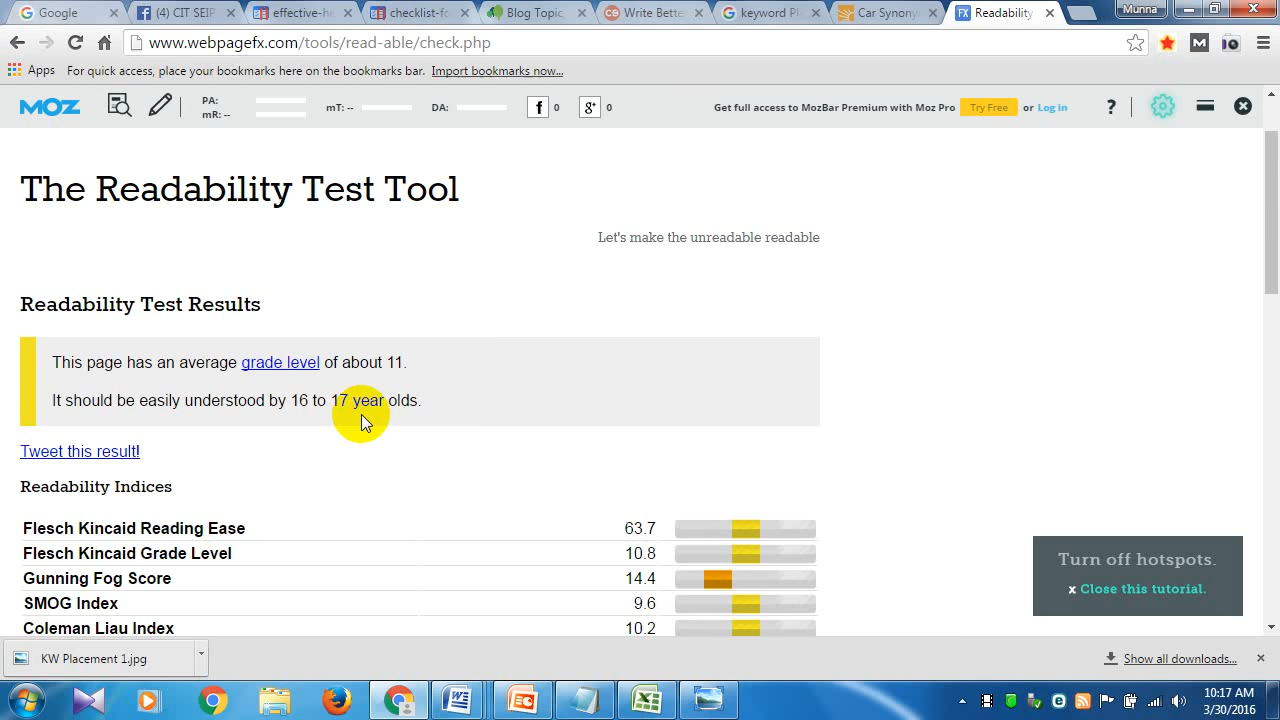 Google
(4) CIT SEIP
effective-he
checklist-fo
Blog Topic
Write Bette
keyword Pl
Car Synony
FX Readability
Munna
www.webpagefx.com/tools/read-able/check.php
M
Apps For quick access, place your bookmarks here on the bookmarks bar. Import bookmarks now...
MOZ
PA:
mR: --
mT: --
DA:
f 0
g+ 0
Get full access to MozBar Premium with Moz Pro Try Free or Log in
?
The Readability Test Tool
Let's make the unreadable readable
Readability Test Results
This page has an average grade level of about 11.
It should be easily understood by 16 to 17 year olds.
Tweet this result!
Readability Indices
Flesch Kincaid Reading Ease 63.7
Flesch Kincaid Grade Level 10.8
Gunning Fog Score 14.4
SMOG Index 9.6
Coleman Liau Index 10.2
Turn off hotspots.
x Close this tutorial.
KW Placement 1.jpg
Show all downloads...
10:17 AM
3/30/2016